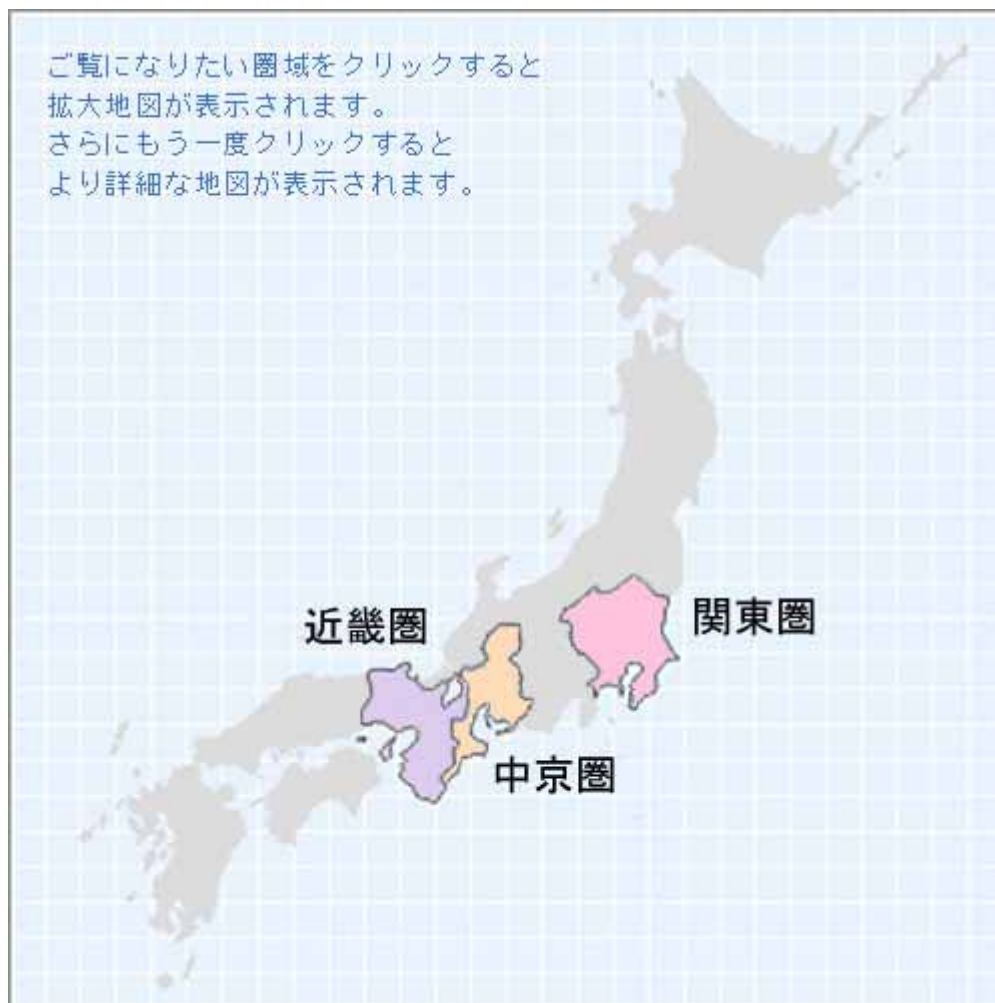 ご覧になりたい圏域をクリックすると
拡大地図が表示されます。
さらにもう一度クリックすると
より詳細な地図が表示されます。
近畿圏
関東圏
中京圏